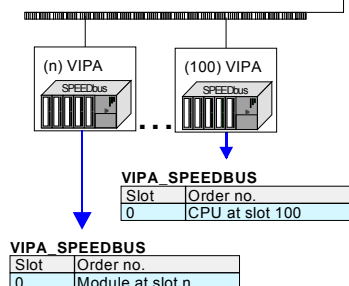 (n) VIPA
(100) VIPA
SPEEDbus
SPEEDbus
...
VIPA_SPEEDBUS
Slot Order no.
0 CPU at slot 100
VIPA_SPEEDBUS
Slot Order no.
0 Module at slot n